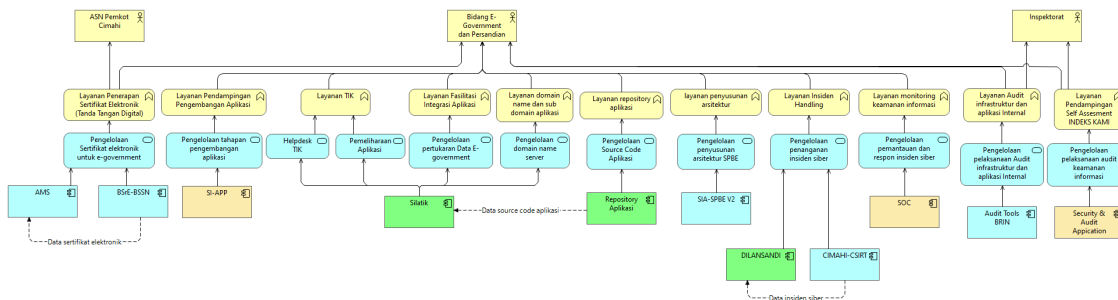 ASN Pemkot
Cimahi
Bidang E-
Government
dan Persandian
Inspektorat
Layanan Penerapan
Sertifikat Elektronik
(Tanda Tangan Digital)
Layanan Pendampingan
Pengembangan Aplikasi
Layanan TIK
Layanan Fasilitasi
Integrasi Aplikasi
Layanan domain
name dan sub
domain aplikasi
Layanan repository
aplikasi
layanan penyusunan
arsitektur
Layanan Insiden
Handling
Layanan monitoring
keamanan informasi
Layanan Audit
infrastruktur dan
aplikasi Internal
Layanan
Pendampingan
Self Assesment
INDEKS KAMI
Pengelolaan
Sertifikat elektronik
untuk e-government
Pengelolaan tahapan
pengembangan
aplikasi
Helpdesk
TIK
Pemeliharaan
Aplikasi
Pengelolaan
pertukaran Data E-
government
Pengelolaan
domain name
server
Pengelolaan
Source Code
Aplikasi
Pengelolaan
penyusunan
arsitektur SPBE
Pengelolaan
penanganan
insiden siber
Pengelolaan
pemantauan dan
respon insiden siber
Pengelolaan
pelaksanaan Audit
infrastruktur dan
aplikasi Internal
Pengelolaan
pelaksanaan audit
keamanan
informasi
AMS
BSrE-BSSN
SI-APP
Silatik
Repository
Aplikasi
SIA-SPBE V2
SOC
Audit Tools
BRIN
Security &
Audit
Appication
Data source code aplikasi
Data sertifikat elektronik
DILANSANDI
CIMAHI-CSIRT
Data insiden siber